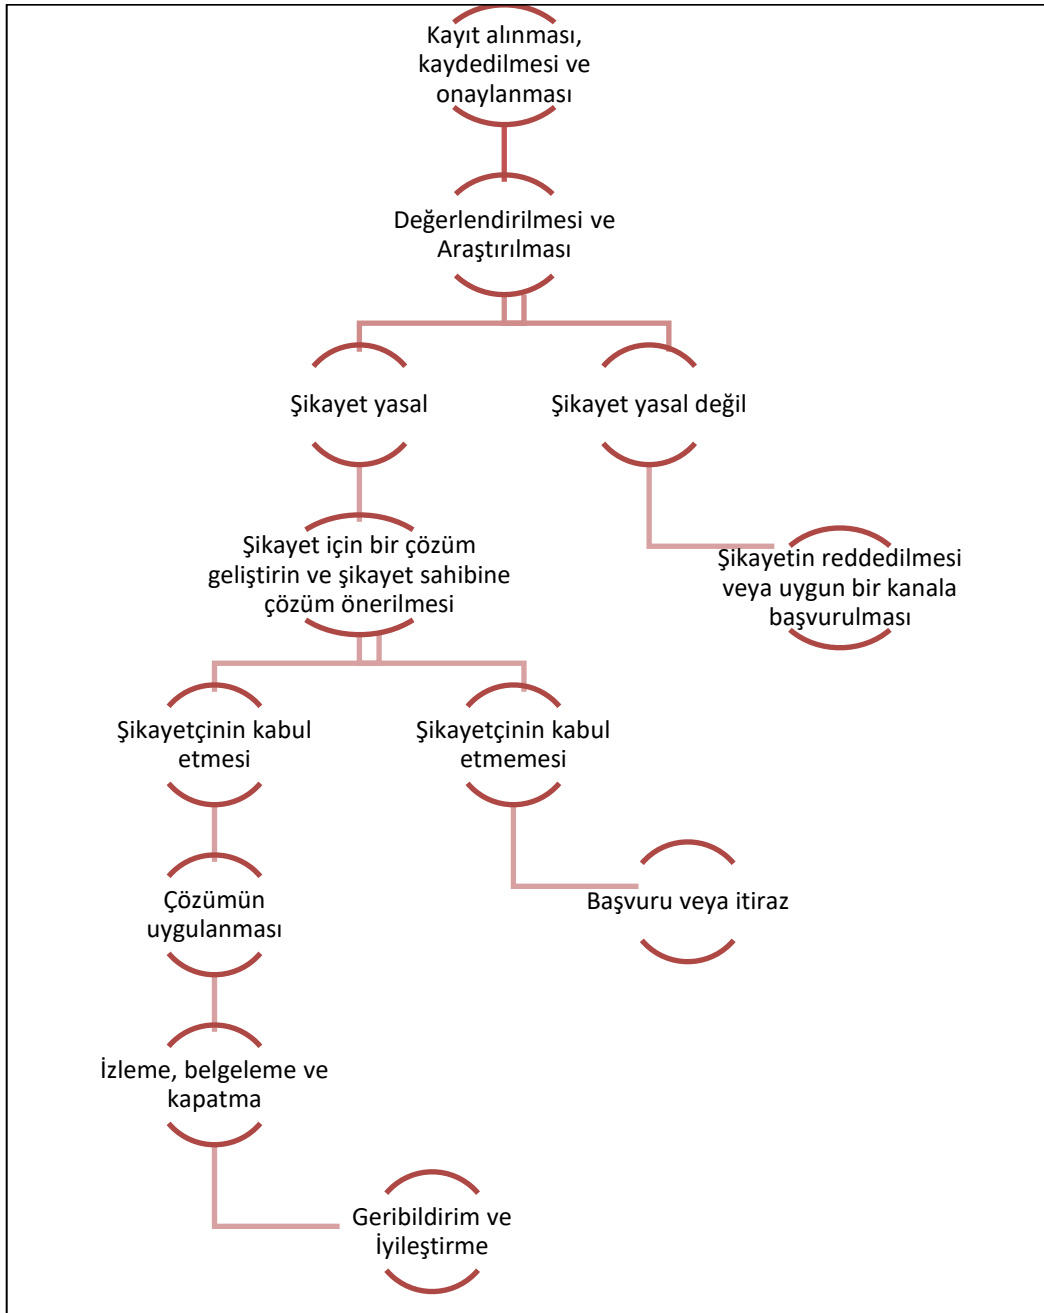 Kayıt alınması,
kaydedilmesi ve
onaylanması
Değerlendirilmesi ve
Araştırılması
Şikayet yasal
Şikayet yasal değil
Şikayet için bir çözüm
geliştirin ve şikayet sahibine
çözüm önerilmesi
Şikayetin reddedilmesi
veya uygun bir kanala
başvurulması
Şikayetçinin kabul
etmesi
Şikayetçinin kabul
etmemesi
Çözümün
uygulanması
Başvuru veya itiraz
İzleme, belgeleme ve
kapatma
Geribildirim ve
İyileştirme